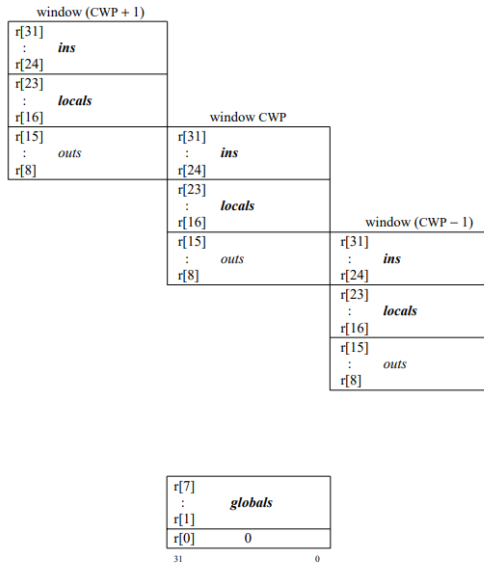 window (CWP + 1)
r[31]
: ins
r[24]
r[23]
: locals
r[16]
r[15]
: outs
r[8]
window CWP
r[31]
: ins
r[24]
r[23]
: locals
r[16]
r[15]
: outs
r[8]
window (CWP − 1)
r[31]
: ins
r[24]
r[23]
: locals
r[16]
r[15]
: outs
r[8]
r[7]
: globals
r[1]
r[0] 0
31 0